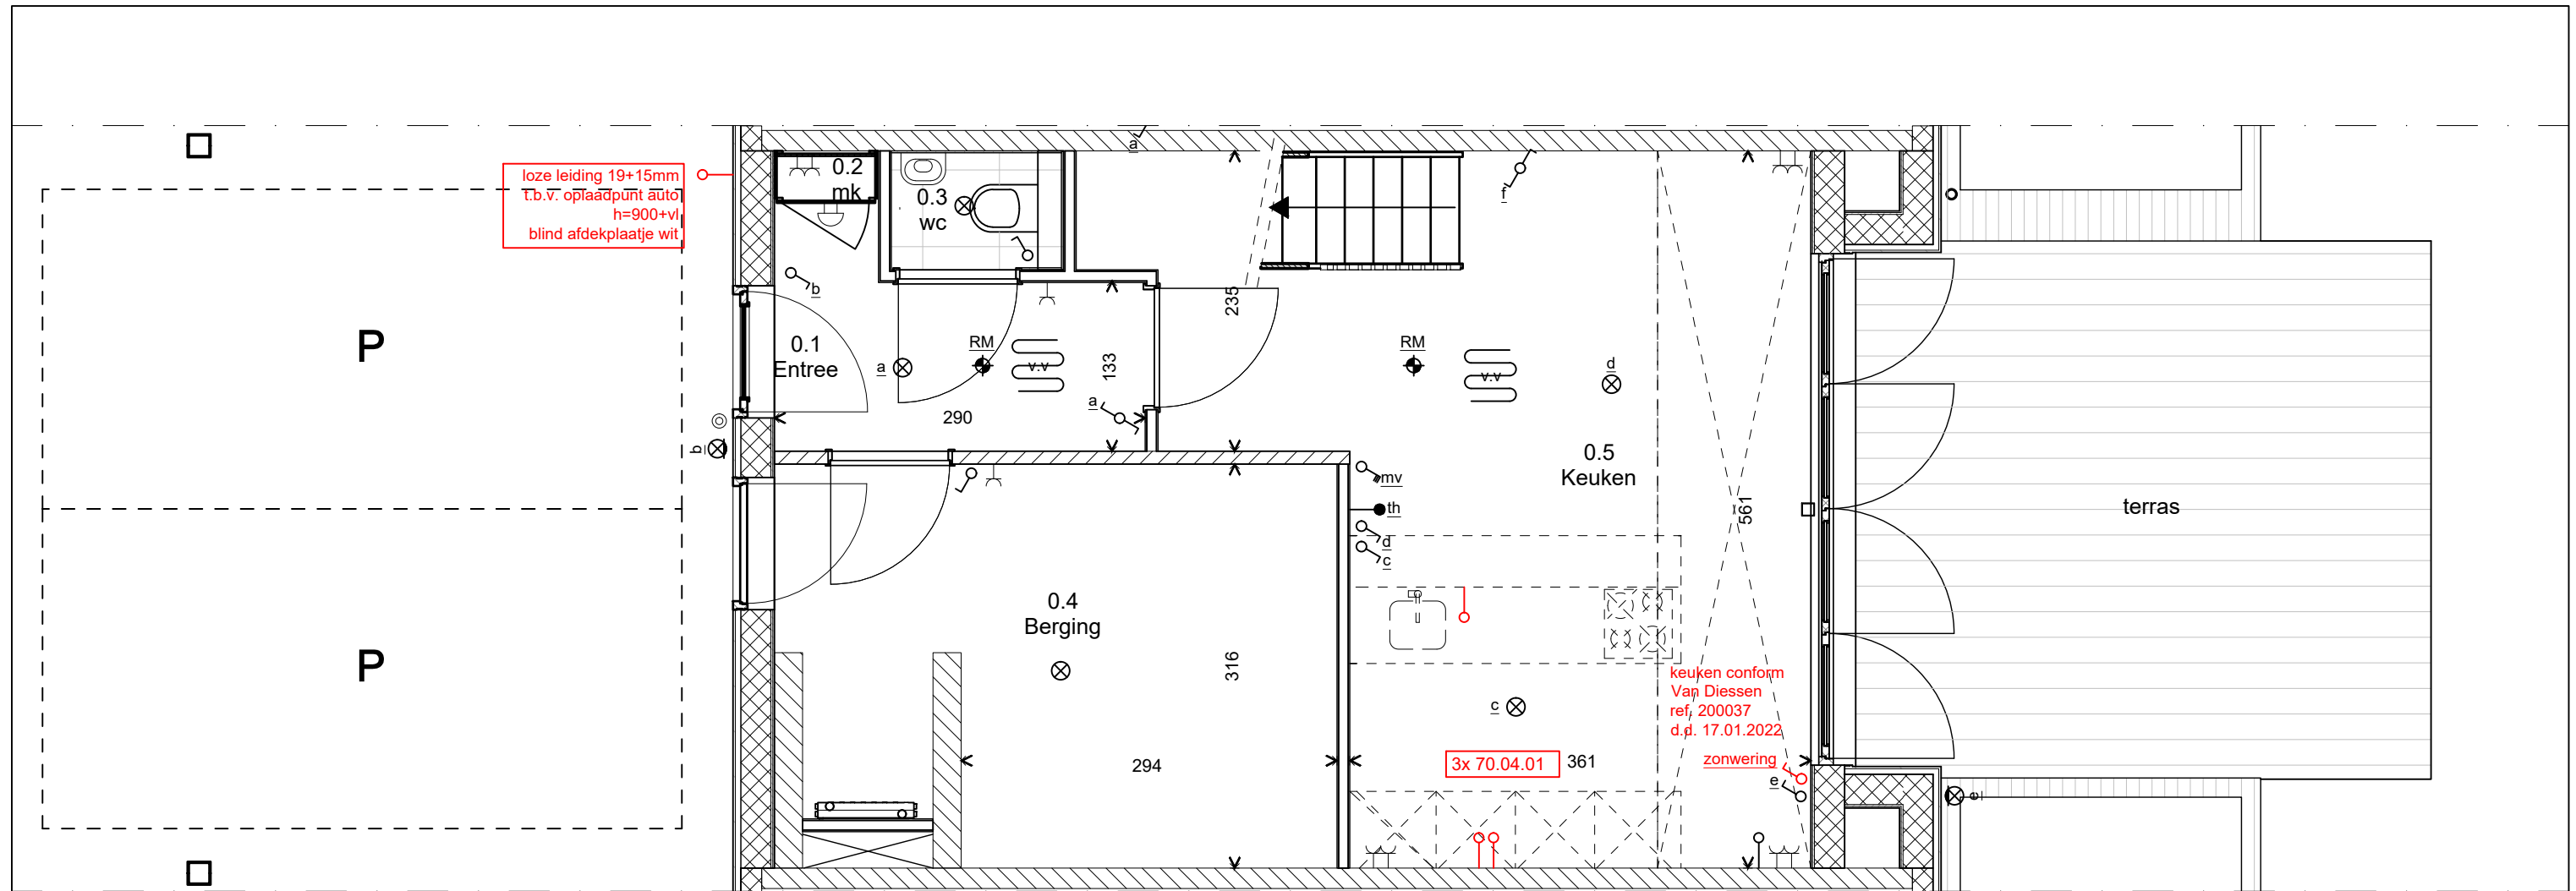 a
loze leiding 19+15mm
t.b.v. oplaadpunt auto
h=900+vl
blind afdekplaatje wit
0.2
mk
0.3
wc
f
b
235
P
0.1
Entree
a
RM
v.v
133
RM
v.v
d
a
290
b
0.5
Keuken
mv
th
d
c
561
terras
0.4
Berging
P
316
keuken conform
Van Diessen
ref. 200037
d.d. 17.01.2022
c
294
3x 70.04.01
361
zonwering
e
e